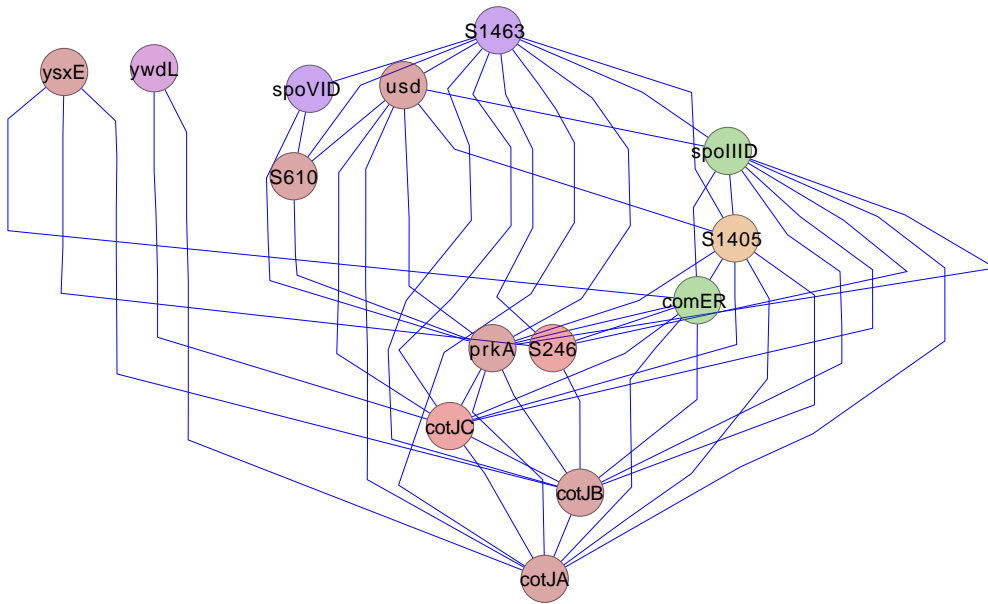 S1463
ysxE
ywdL
spoVID
usd
spoIIID
S610
S1405
comER
prkA
S246
cotJC
cotJB
cotJA